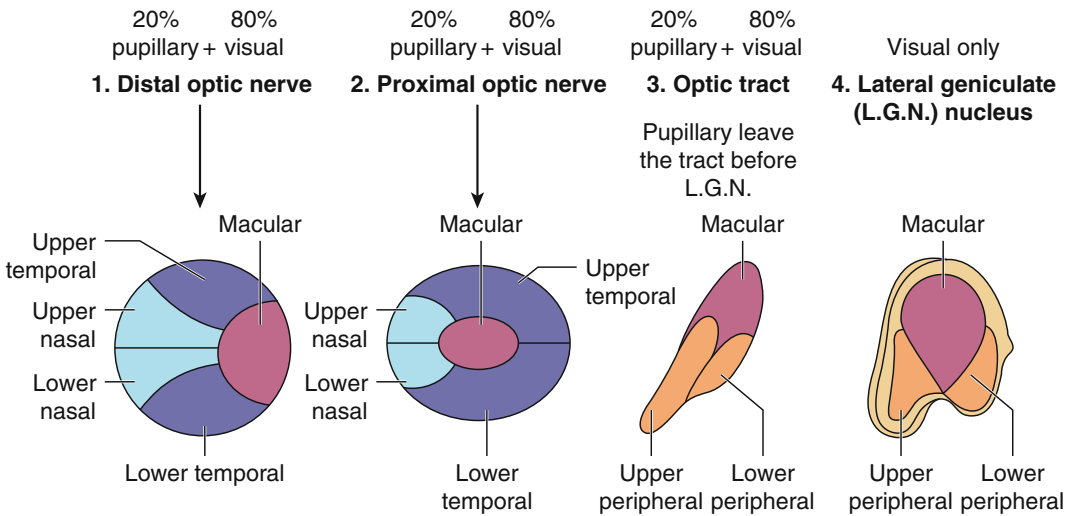 20% 80%
pupillary + visual
1. Distal optic nerve
Macular
Upper
temporal
Upper
nasal
Lower
nasal
Lower temporal
20% 80%
pupillary + visual
2. Proximal optic nerve
Macular
Upper
temporal
Upper
nasal
Lower
nasal
Lower
temporal
20% 80%
pupillary + visual
3. Optic tract
Pupillary leave
the tract before
L.G.N.
Macular
Upper
peripheral
Lower
peripheral
Visual only
4. Lateral geniculate
(L.G.N.) nucleus
Macular
Upper
peripheral
Lower
peripheral